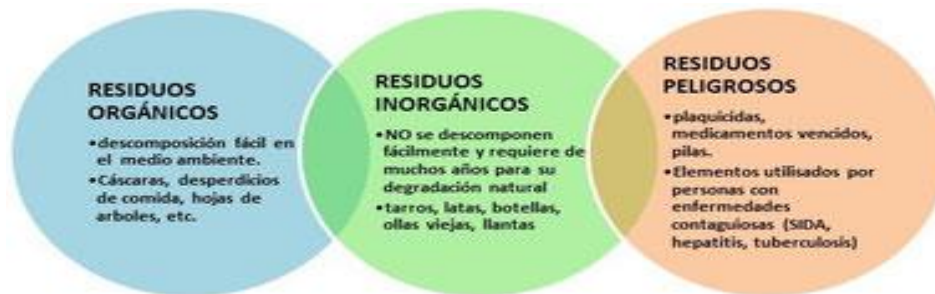 RESIDUOS
ORGÁNICOS
•descomposición fácil en
el medio ambiente.
•Cáscaras, desperdicios
de comida, hojas de
arboles, etc.
RESIDUOS
INORGÁNICOS
•NO se descomponen
fácilmente y requiere de
muchos años para su
degradación natural
•tarros, latas, botellas,
ollas viejas, llantas
RESIDUOS
PELIGROSOS
•plaquicidas,
medicamentos vencidos,
pilas.
•Elementos utilisados por
personas con
enfermedades
contaguiosas (SIDA,
hepatitis, tuberculosis)